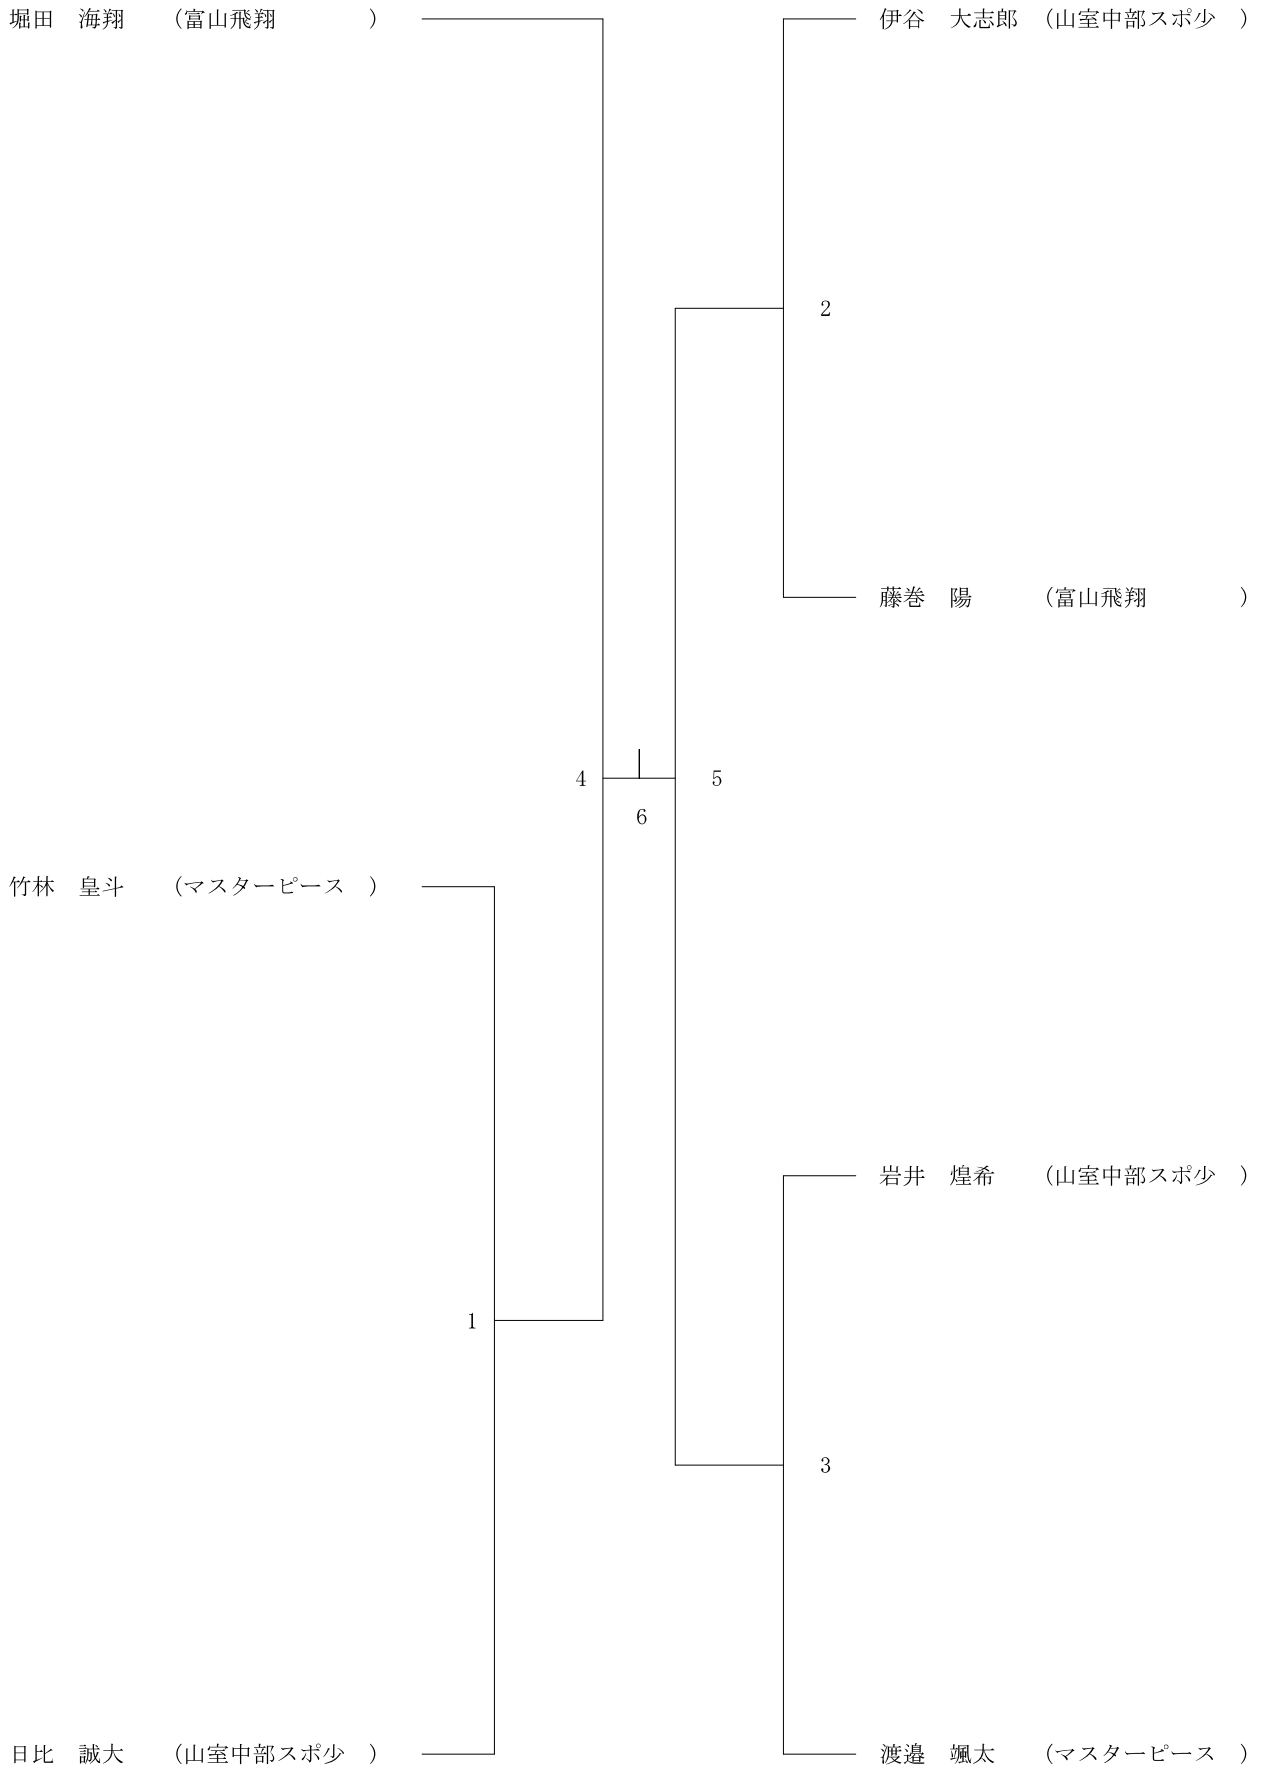 堀田　海翔　　（富山飛翔　　　　）
伊谷　大志郎　（山室中部スポ少　）
2
藤巻　陽　　　（富山飛翔　　　　）
4
5
6
竹林　皇斗　　（マスターピース　）
岩井　煌希　　（山室中部スポ少　）
1
3
日比　誠大　　（山室中部スポ少　）
渡邉　颯太　　（マスターピース　）